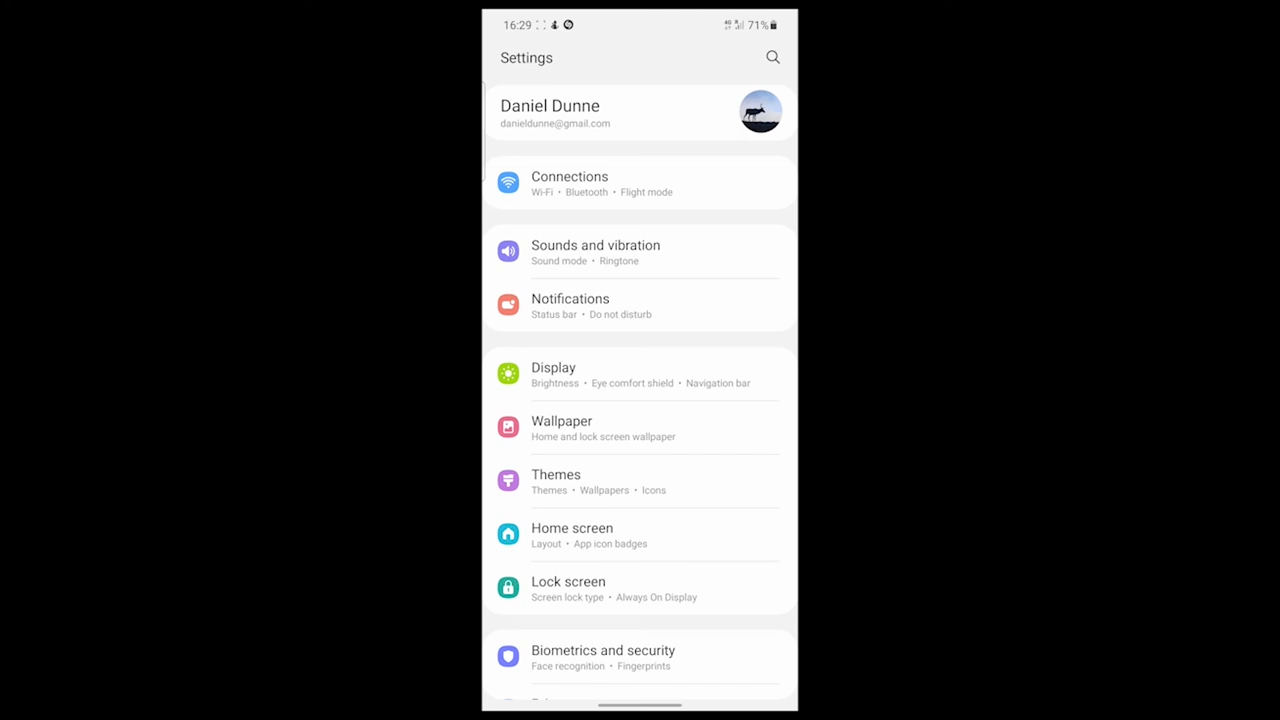 16:29 71%
Settings
Daniel Dunne
danieldunne@gmail.com
Connections
Wi-Fi • Bluetooth • Flight mode
Sounds and vibration
Sound mode • Ringtone
Notifications
Status bar • Do not disturb
Display
Brightness • Eye comfort shield • Navigation bar
Wallpaper
Home and lock screen wallpaper
Themes
Themes • Wallpapers • Icons
Home screen
Layout • App icon badges
Lock screen
Screen lock type • Always On Display
Biometrics and security
Face recognition • Fingerprints